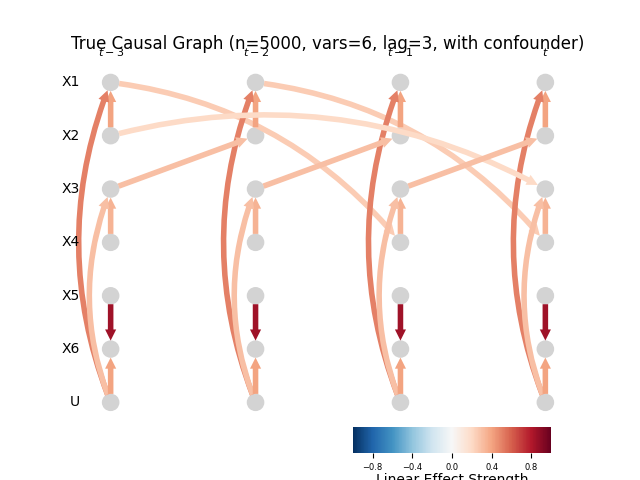 True Causal Graph (n=5000, vars=6, lag=3, with confounder)
t − 3 t − 2 t − 1 t
X1
X2
X3
X4
X5
X6
U
−0.8 −0.4 0.0 0.4 0.8
Linear Effect Strength